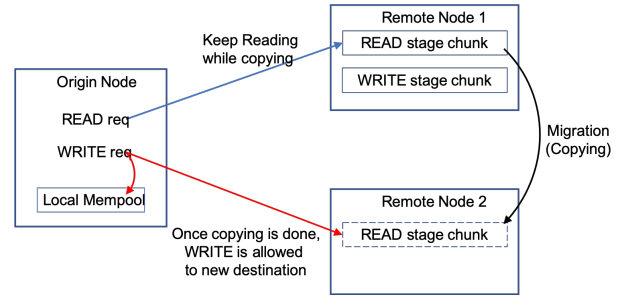 Remote Node 1
READ stage chunk
WRITE stage chunk
Keep Reading
while copying
Origin Node
READ req
WRITE req
Local Mempool
Migration
(Copying)
Remote Node 2
READ stage chunk
Once copying is done,
WRITE is allowed
to new destination